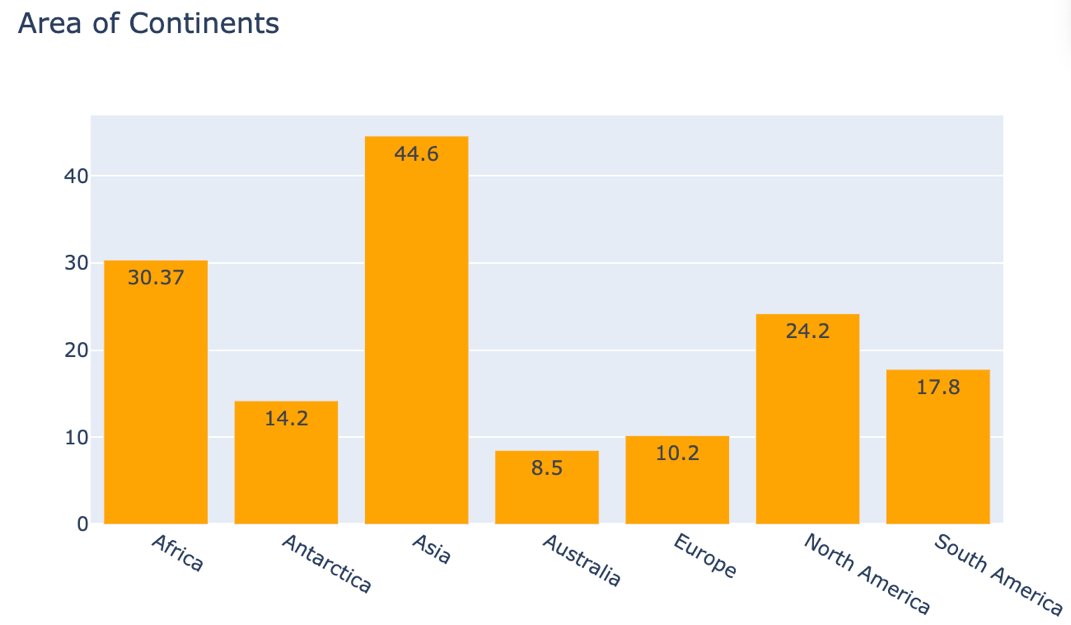 Area of Continents
40
30
20
10
0
30.37
14.2
44.6
8.5
10.2
24.2
17.8
Africa
Antarctica
Asia
Australia
Europe
North America
South America